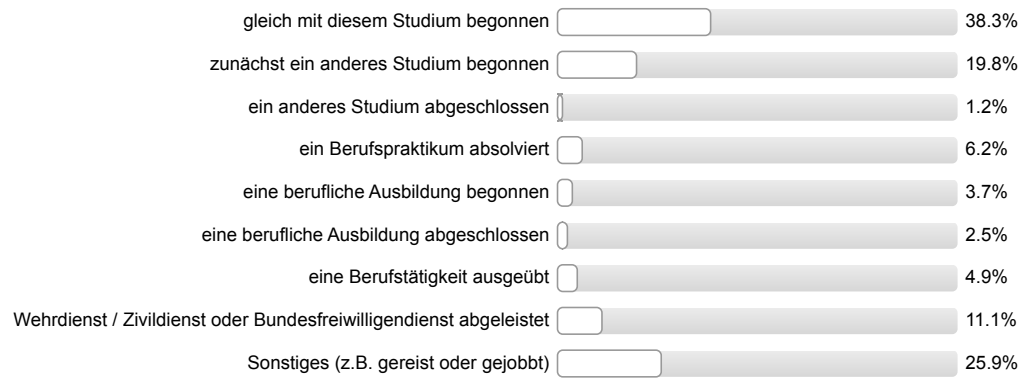 gleich mit diesem Studium begonnen 38.3%
zunächst ein anderes Studium begonnen 19.8%
ein anderes Studium abgeschlossen 1.2%
ein Berufspraktikum absolviert 6.2%
eine berufliche Ausbildung begonnen 3.7%
eine berufliche Ausbildung abgeschlossen 2.5%
eine Berufstätigkeit ausgeübt 4.9%
Wehrdienst / Zivildienst oder Bundesfreiwilligendienst abgeleistet 11.1%
Sonstiges (z.B. gereist oder gejobbt) 25.9%